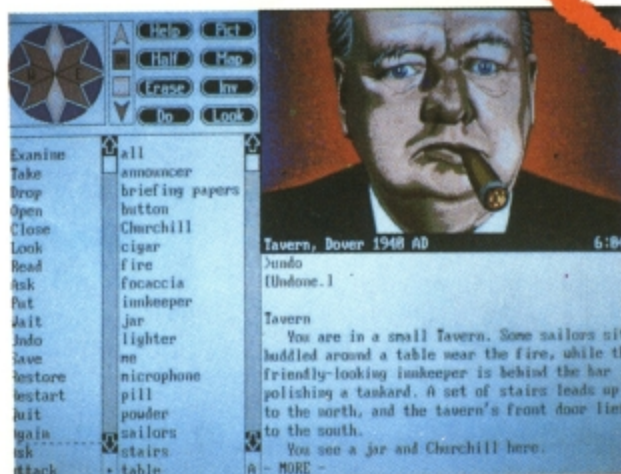 Help Pict
Half Map
Erase Inv
Do Look
Examine
Take
Drop
Open
Close
Look
Read
Ask
Put
Wait
Undo
Save
Restore
Restart
Quit
Again
Ask
Attack
all
announcer
briefing papers
button
Churchill
cigar
fire
focaccia
innkeeper
jar
lighter
me
microphone
pill
powder
sailors
stairs
table
Tavern, Dover 1940 AD 6:04
>undo
[Undone.]
Tavern
You are in a small Tavern. Some sailors sit
huddled around a table near the fire, while the
friendly-looking innkeeper is behind the bar
polishing a tankard. A set of stairs leads up
to the north, and the tavern's front door lies
to the south.
You see a jar and Churchill here.
- MORE -